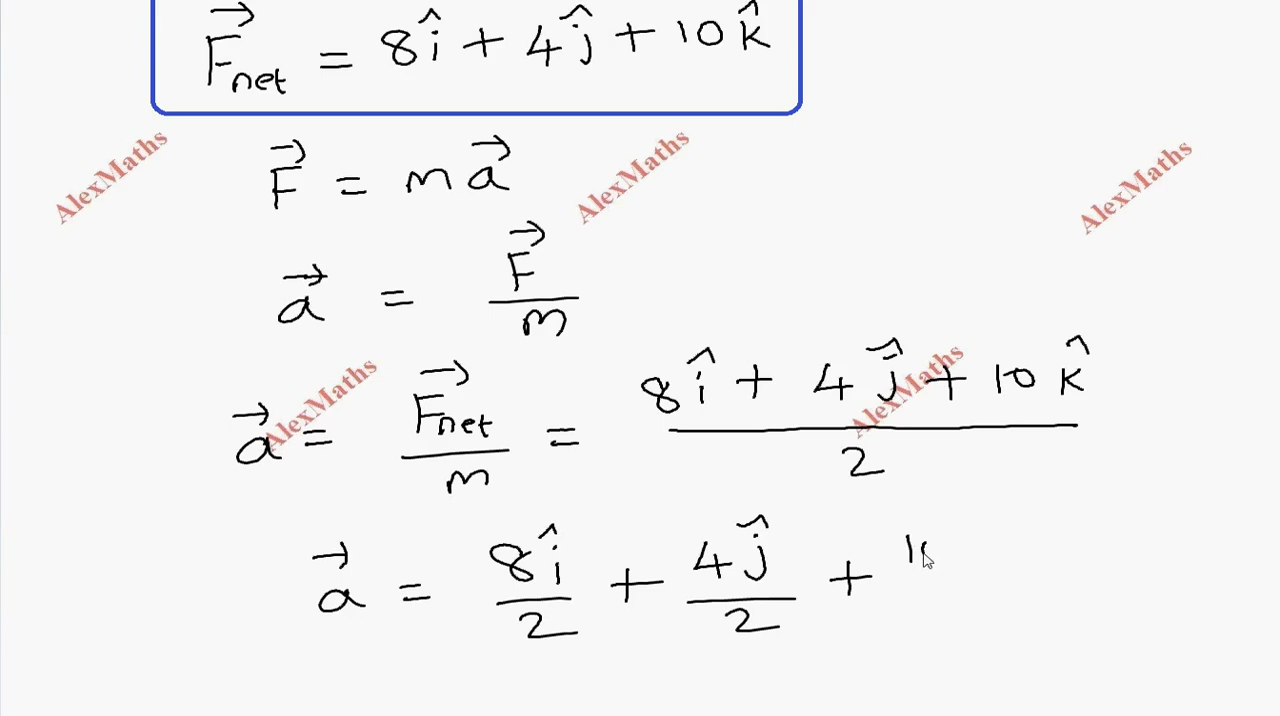 F⃗net = 8î + 4ĵ + 10k̂
F⃗ = ma⃗
a⃗ = F⃗/m
a⃗ = F⃗net/m = (8î + 4ĵ + 10k̂)/2
a⃗ = 8î/2 + 4ĵ/2 + 1
AlexMaths AlexMaths AlexMaths
AlexMaths AlexMaths